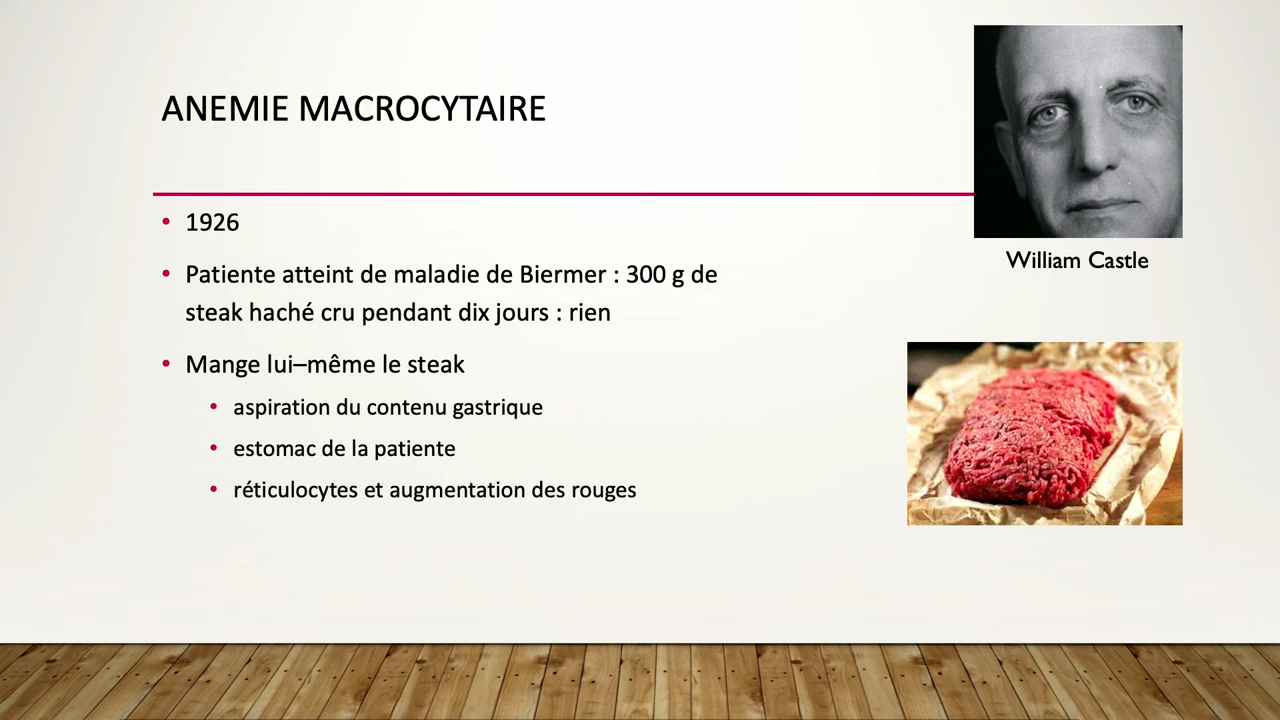 ANEMIE MACROCYTAIRE
William Castle
• 1926
• Patiente atteint de maladie de Biermer : 300 g de
steak haché cru pendant dix jours : rien
• Mange lui–même le steak
• aspiration du contenu gastrique
• estomac de la patiente
• réticulocytes et augmentation des rouges